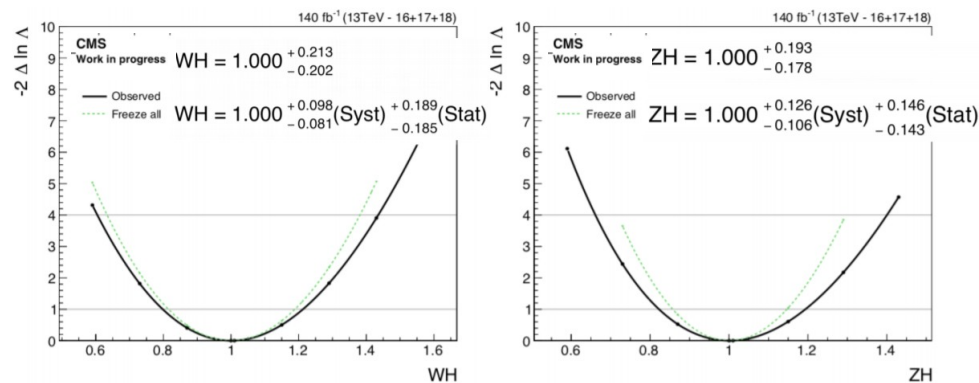 140 fb⁻¹ (13TeV - 16+17+18)
CMS
Work in progress
WH = 1.000 + 0.213 − 0.202
Observed
Freeze all
WH = 1.000 + 0.098 − 0.081 (Syst) + 0.189 − 0.185 (Stat)
-2 Δ ln Λ
10
9
8
7
6
5
4
3
2
1
0
0.6 0.8 1 1.2 1.4 1.6
WH
140 fb⁻¹ (13TeV - 16+17+18)
CMS
Work in progress
ZH = 1.000 + 0.193 − 0.178
Observed
Freeze all
ZH = 1.000 + 0.126 − 0.106 (Syst) + 0.146 − 0.143 (Stat)
-2 Δ ln Λ
10
9
8
7
6
5
4
3
2
1
0
0.6 0.8 1 1.2 1.4
ZH